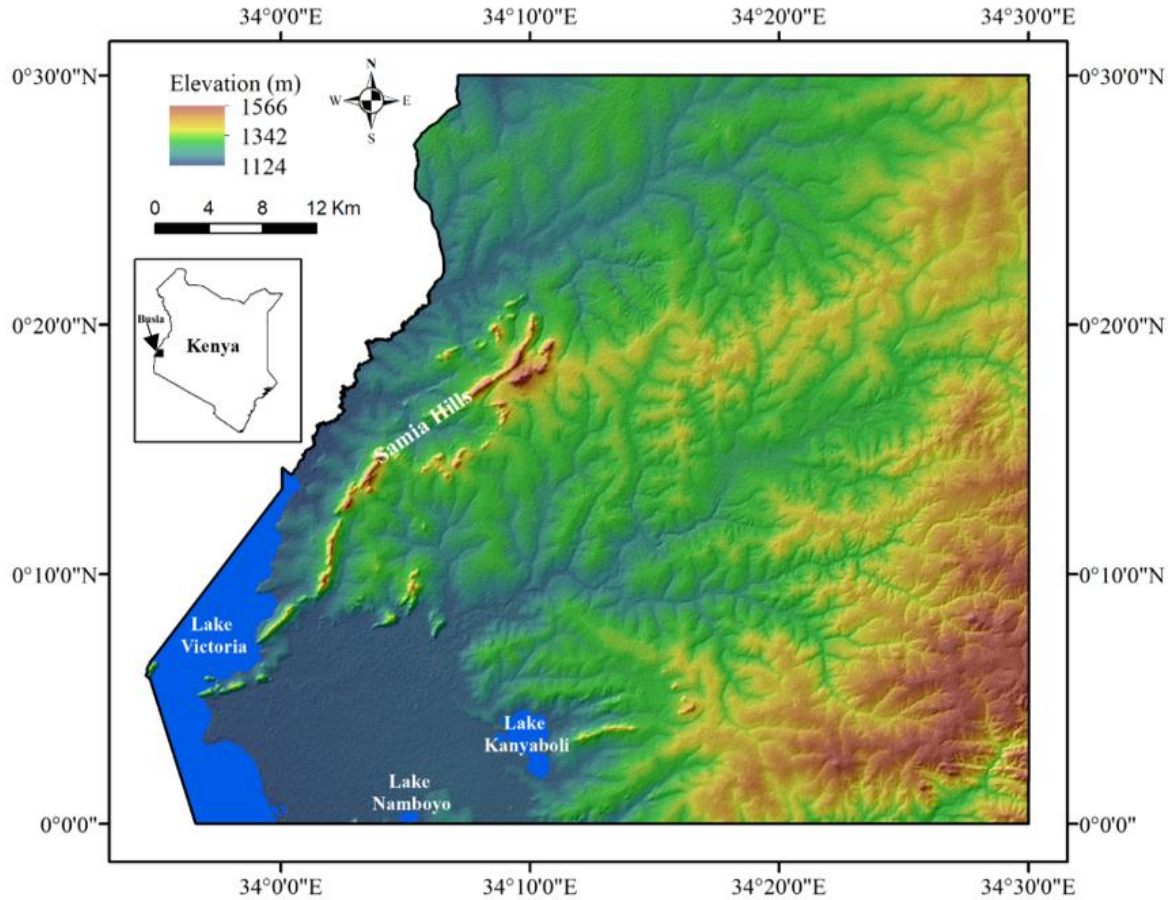 34°0'0"E 34°10'0"E 34°20'0"E 34°30'0"E
0°30'0"N 0°30'0"N
Elevation (m)
1566
1342
1124
N
W E
S
0 4 8 12 Km
Busia
Kenya
0°20'0"N 0°20'0"N
Samia Hills
0°10'0"N 0°10'0"N
Lake
Victoria
Lake
Kanyaboli
Lake
Namboyo
0°0'0" 0°0'0"
34°0'0"E 34°10'0"E 34°20'0"E 34°30'0"E